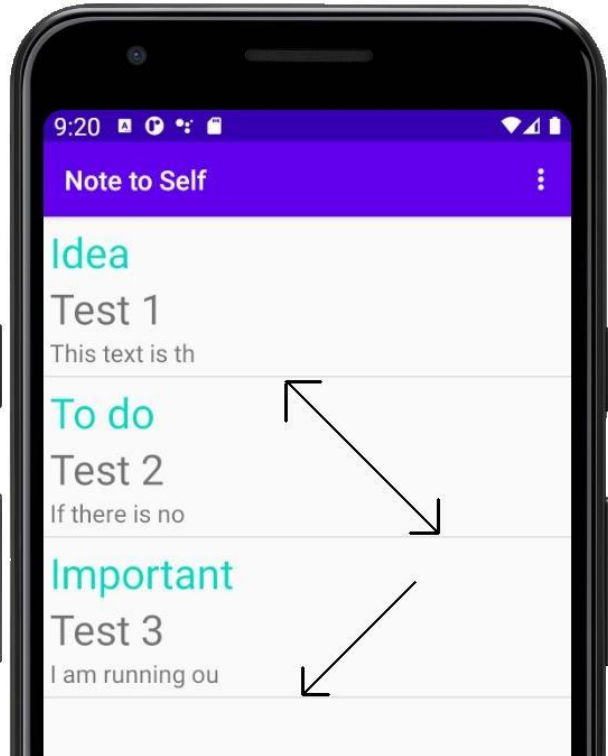 9:20
Note to Self
Idea
Test 1
This text is th
To do
Test 2
If there is no
Important
Test 3
I am running ou